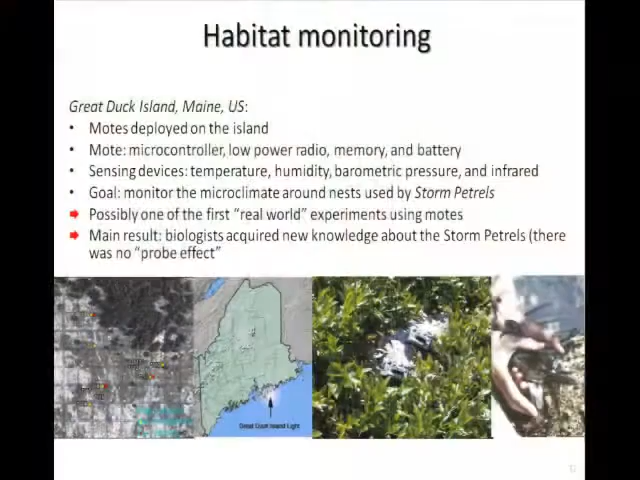 Habitat monitoring
Great Duck Island, Maine, US:
• Motes deployed on the island
• Mote: microcontroller, low power radio, memory, and battery
• Sensing devices: temperature, humidity, barometric pressure, and infrared
• Goal: monitor the microclimate around nests used by Storm Petrels
Possibly one of the first “real world” experiments using motes
Main result: biologists acquired new knowledge about the Storm Petrels (there
was no “probe effect“
Great Duck Island Light